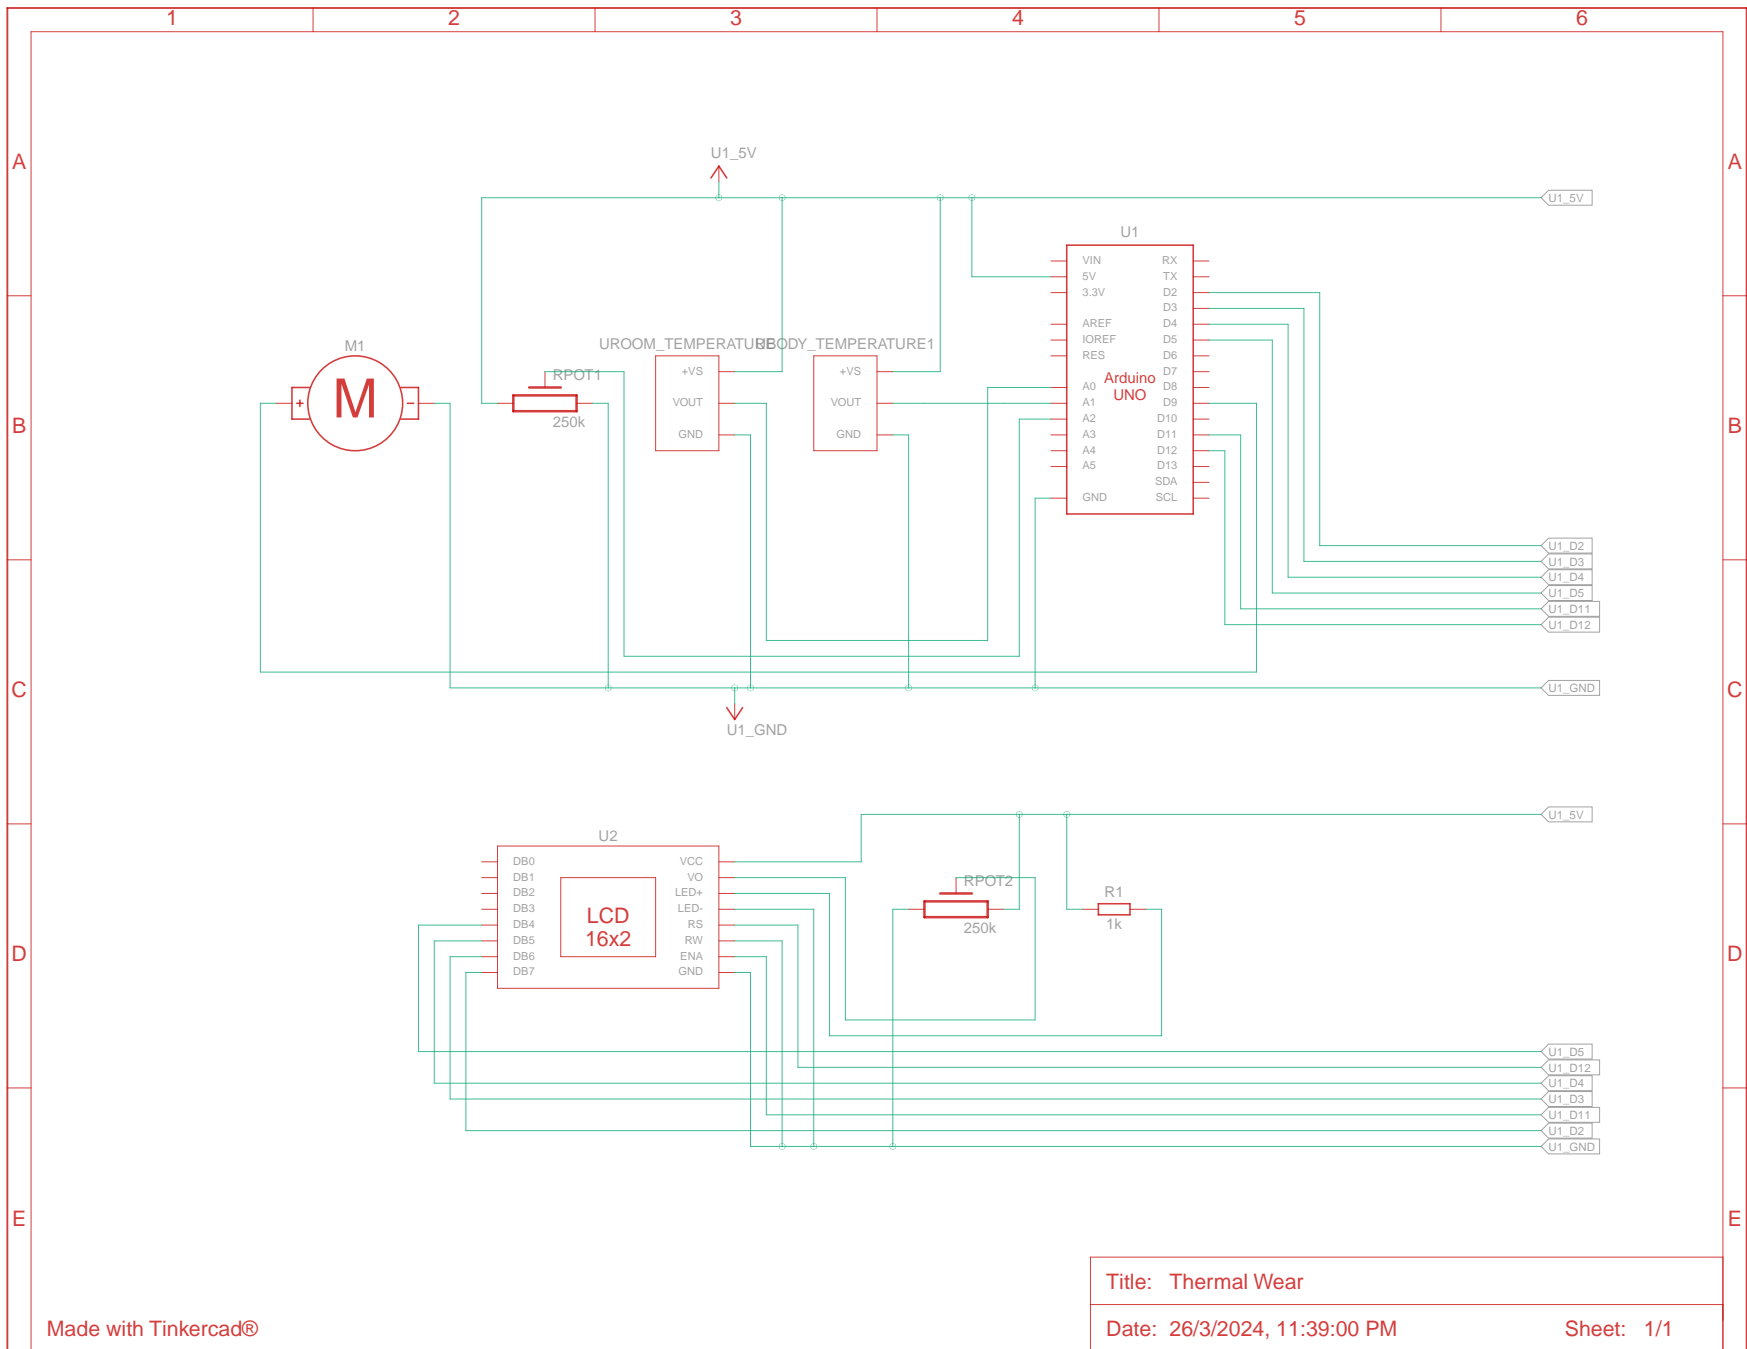 1 2 3 4 5 6
A A
U1_5V
U1_5V
U1
VIN RX
5V TX
3.3V D2
D3
AREF D4
IOREF D5
RES D6
D7
Arduino
UNO
A0 D8
A1 D9
A2 D10
A3 D11
A4 D12
A5 D13
SDA
GND SCL
B B
M1
M
+ -
RPOT1
250k
UROOM_TEMPERATURE
+VS
VOUT
GND
UBODY_TEMPERATURE1
+VS
VOUT
GND
U1_D2
U1_D3
U1_D4
U1_D5
U1_D11
U1_D12
C C
U1_GND
U1_GND
U1_5V
U2
DB0 VCC
DB1 VO
DB2 LED+
DB3 LED-
DB4 RS
DB5 RW
DB6 ENA
DB7 GND
LCD
16x2
RPOT2
250k
R1
1k
D D
U1_D5
U1_D12
U1_D4
U1_D3
U1_D11
U1_D2
U1_GND
E E
Title: Thermal Wear
Made with Tinkercad®
Date: 26/3/2024, 11:39:00 PM Sheet: 1/1